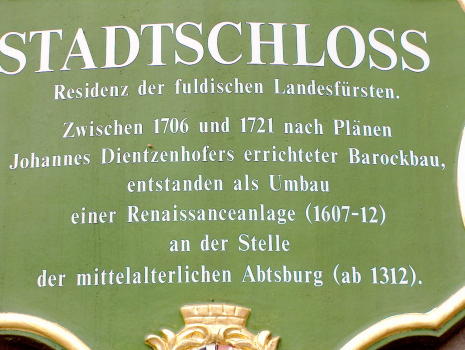 STADTSCHLOSS
Residenz der fuldischen Landesfürsten.
Zwischen 1706 und 1721 nach Plänen
Johannes Dientzenhofers errichteter Barockbau,
entstanden als Umbau
einer Renaissanceanlage (1607-12)
an der Stelle
der mittelalterlichen Abtsburg (ab 1312).